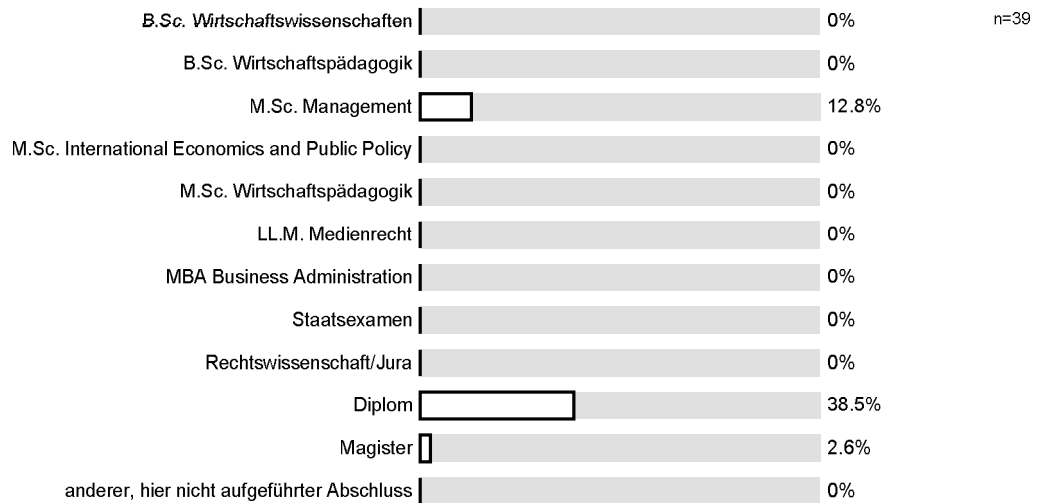 B.Sc. Wirtschaftswissenschaften 0% n=39
B.Sc. Wirtschaftspädagogik 0%
M.Sc. Management 12.8%
M.Sc. International Economics and Public Policy 0%
M.Sc. Wirtschaftspädagogik 0%
LL.M. Medienrecht 0%
MBA Business Administration 0%
Staatsexamen 0%
Rechtswissenschaft/Jura 0%
Diplom 38.5%
Magister 2.6%
anderer, hier nicht aufgeführter Abschluss 0%